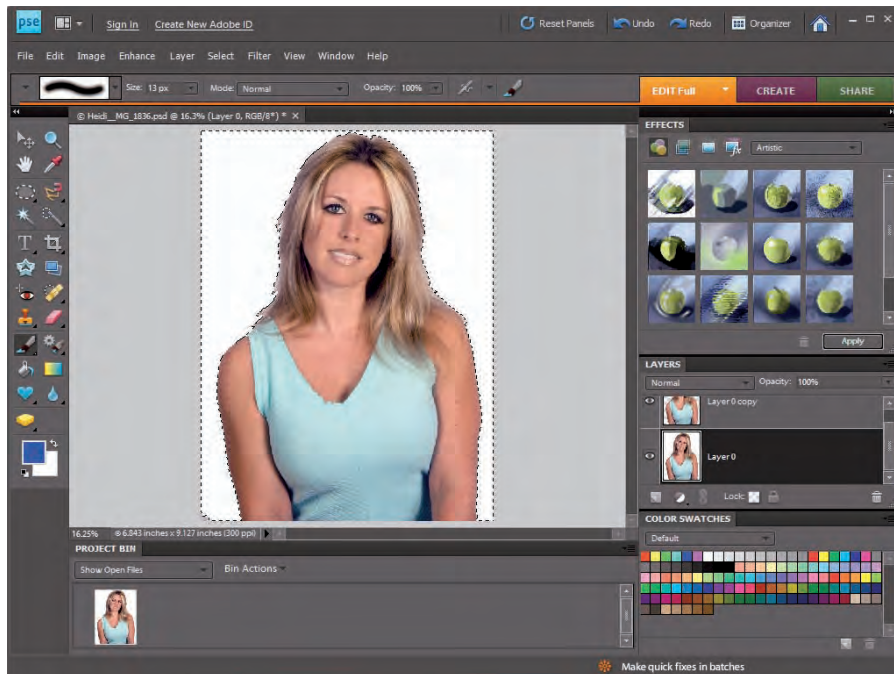 pse Sign In Create New Adobe ID Reset Panels Undo Redo Organizer
File Edit Image Enhance Layer Select Filter View Window Help
Size: 13 px Mode: Normal Opacity: 100% EDIT Full CREATE SHARE
© Heidi__MG_1836.psd @ 16.3% (Layer 0, RGB/8*) * ×
EFFECTS
Artistic
T
Apply
LAYERS
Normal Opacity: 100%
Layer 0 copy
Layer 0
Lock:
COLOR SWATCHES
Default
16.25% © 6.843 inches x 9.127 inches (300 ppi)
PROJECT BIN
Show Open Files Bin Actions
Make quick fixes in batches